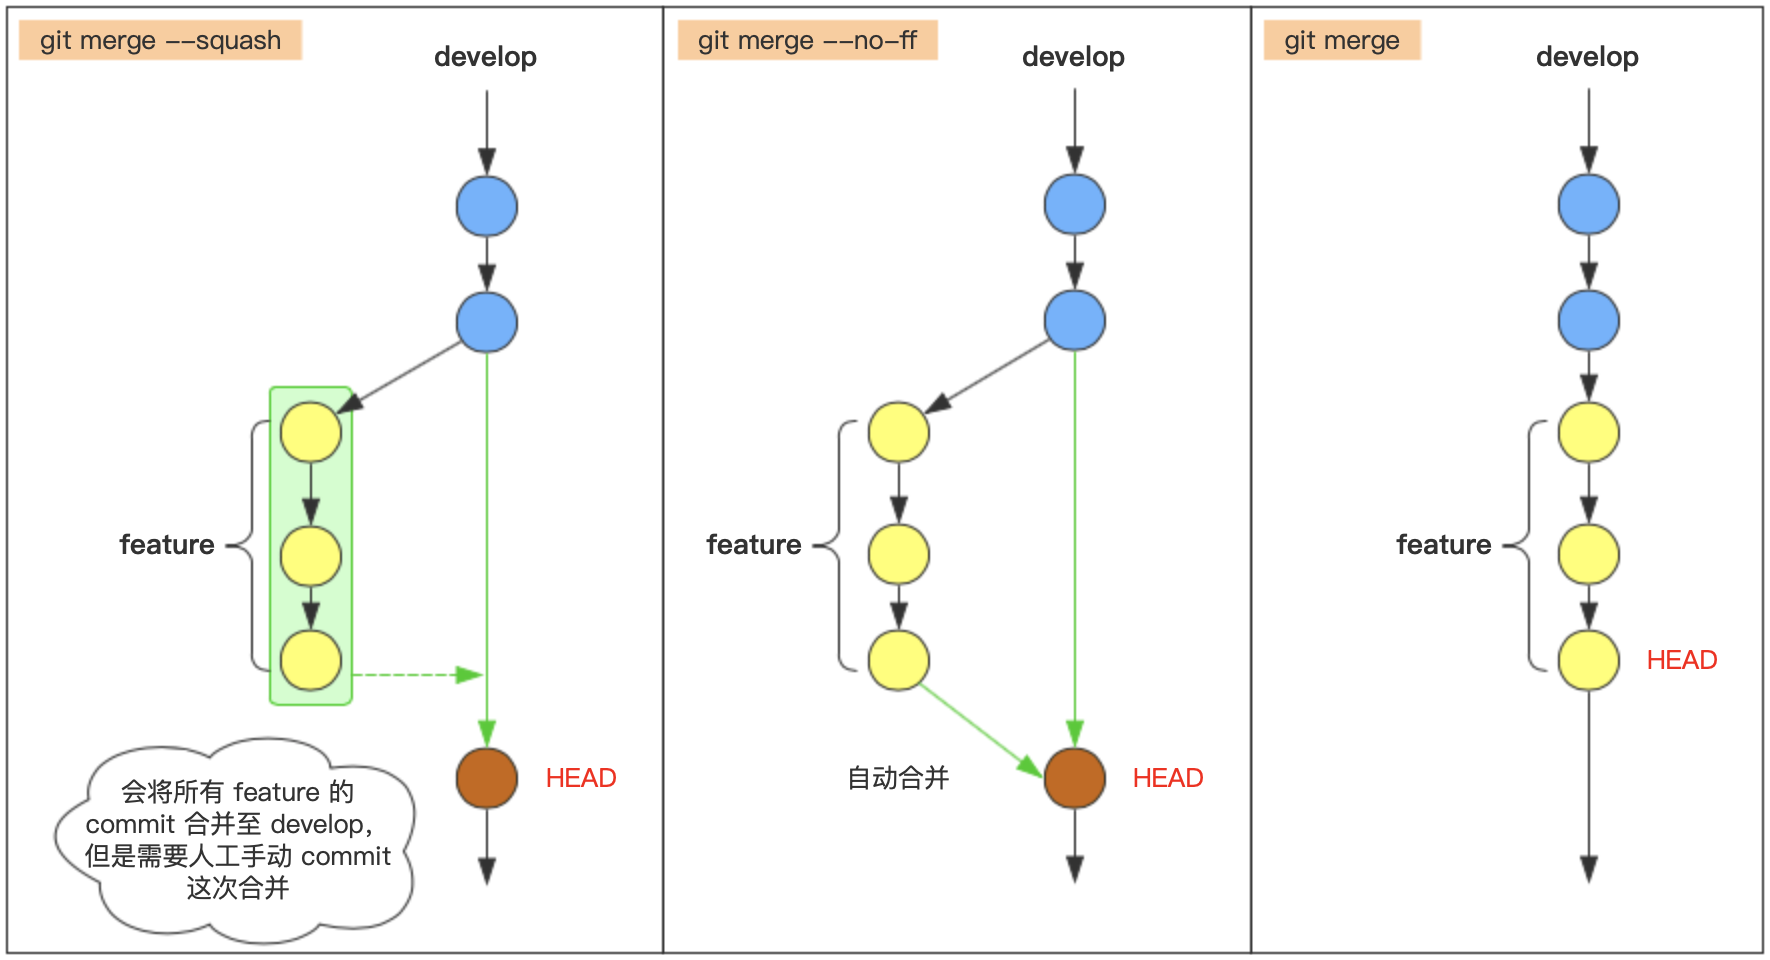 git merge --squash
develop
feature
HEAD
会将所有 feature 的
commit 合并至 develop，
但是需要人工手动 commit
这次合并
git merge --no-ff
develop
feature
自动合并
HEAD
git merge
develop
feature
HEAD